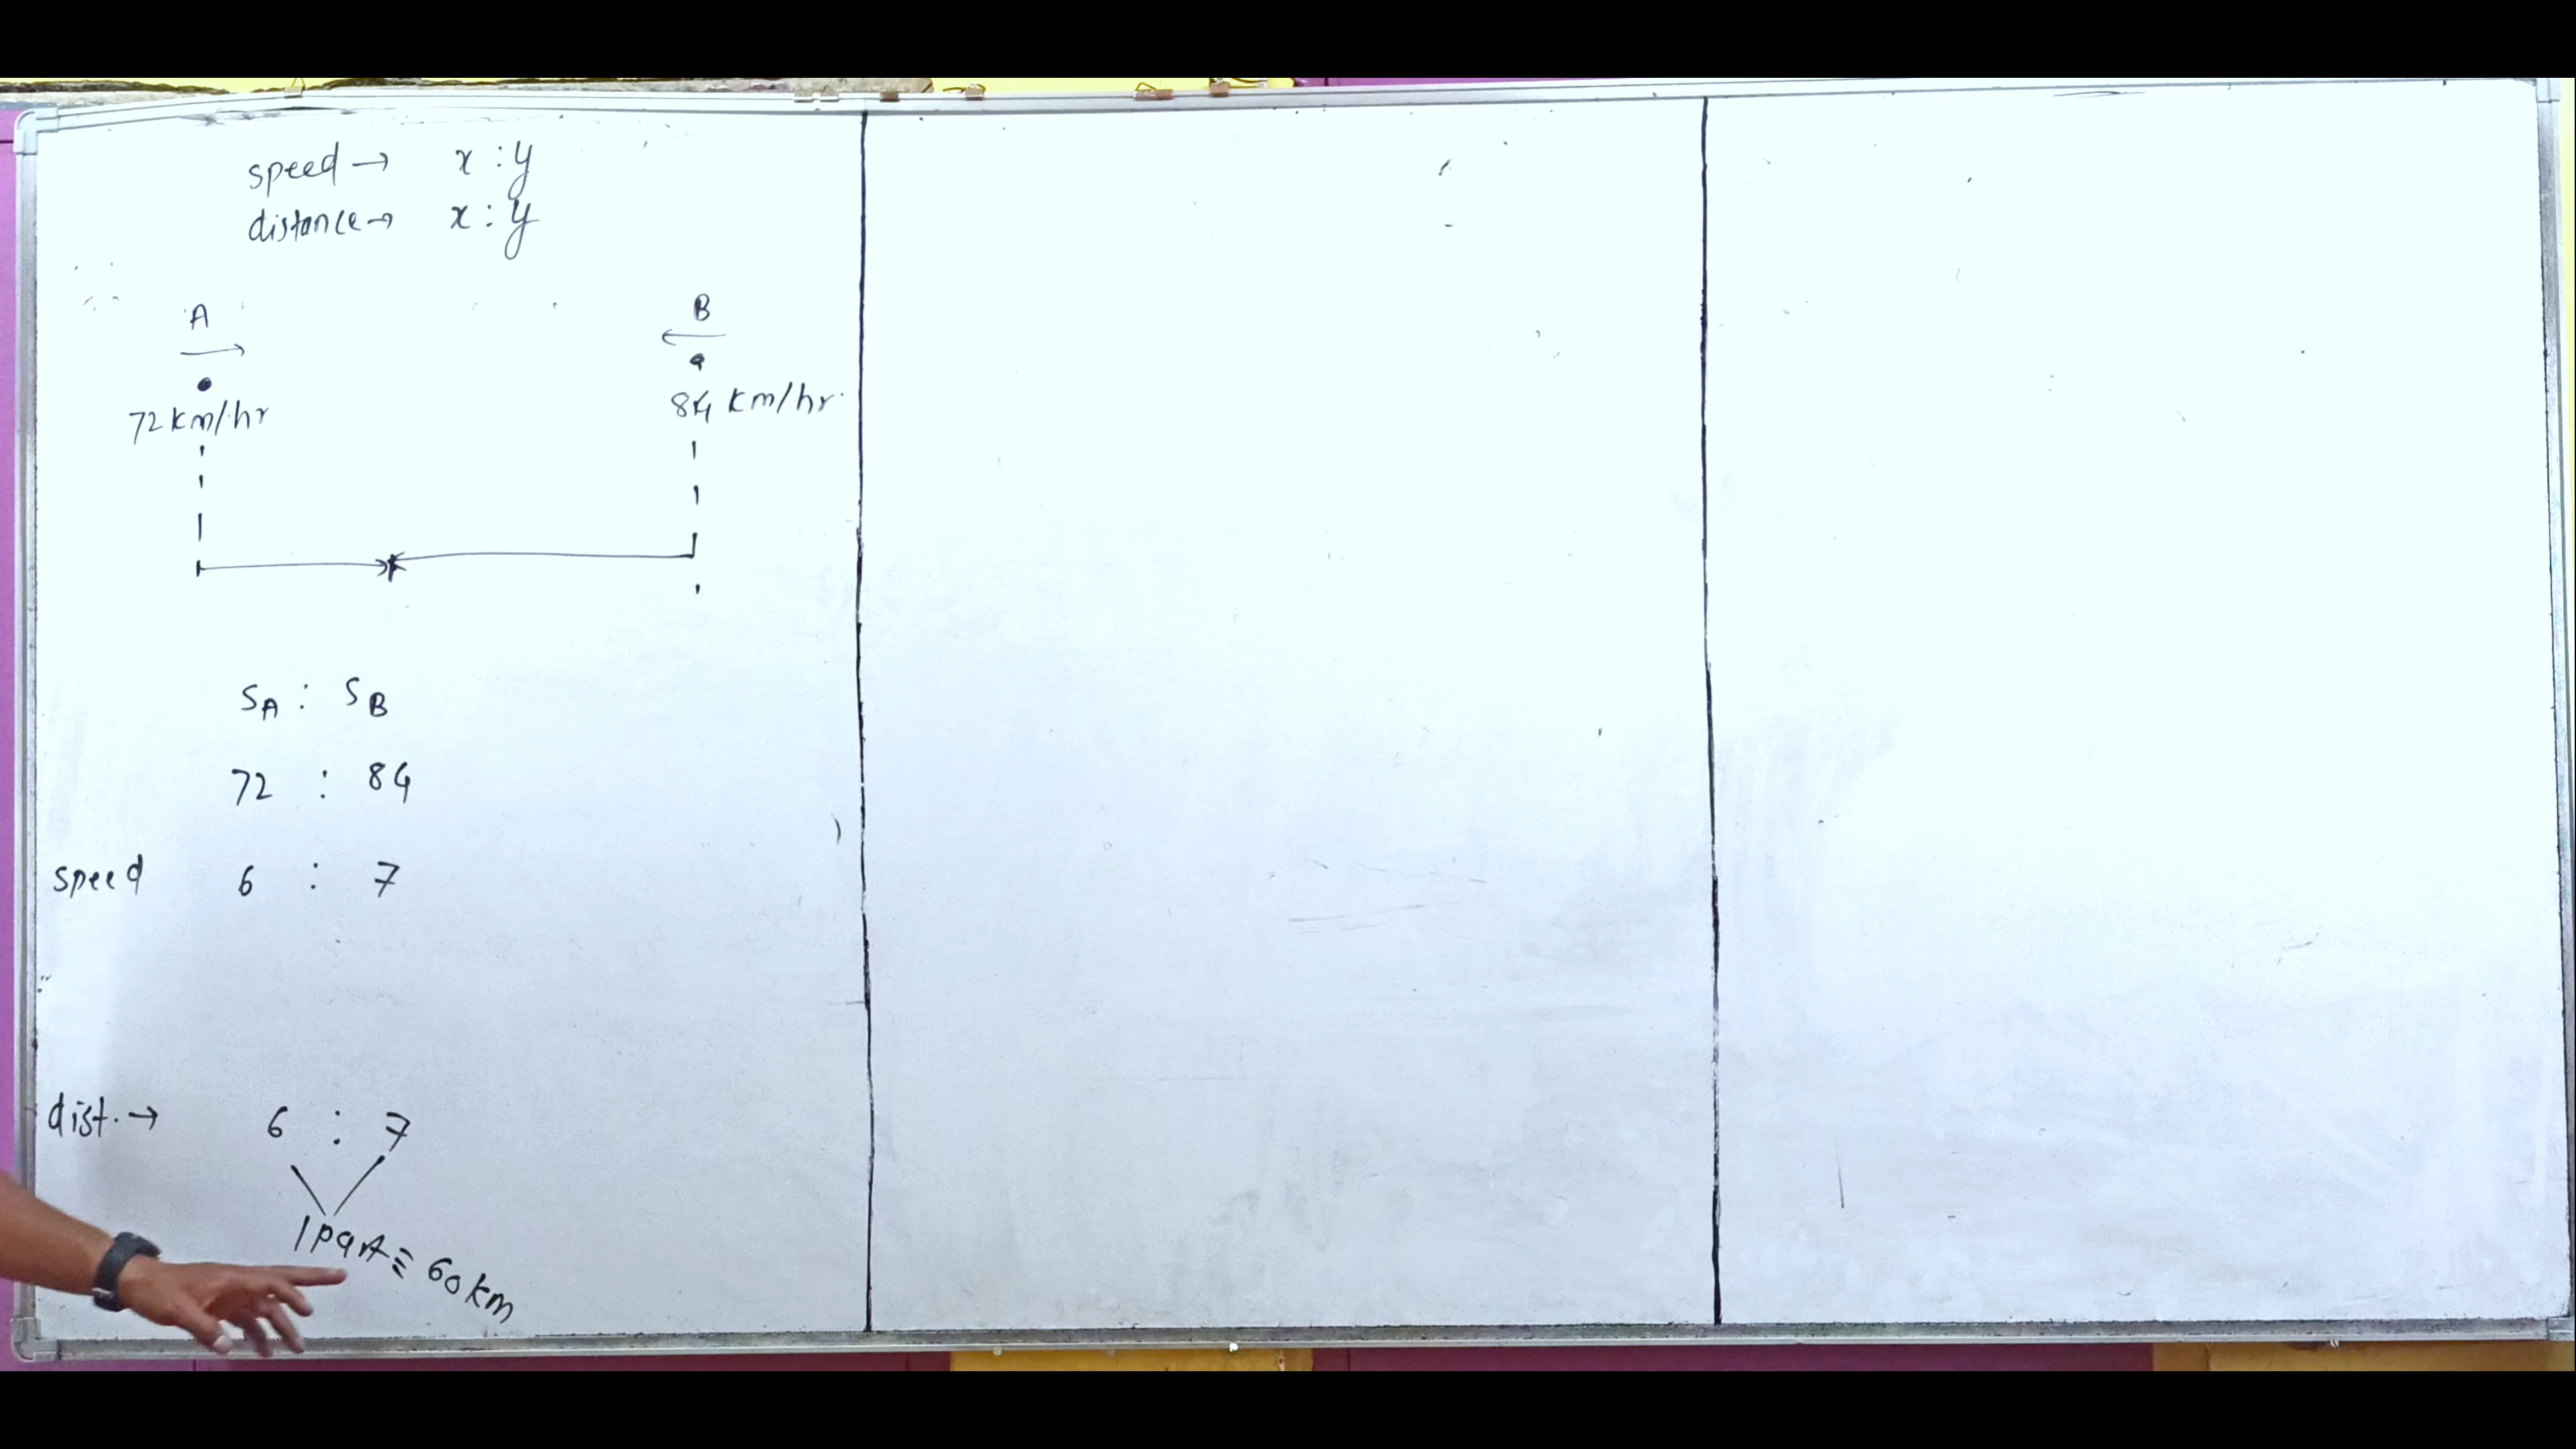 speed → x : y
distance → x : y
A B
72 km/hr 84 km/hr.
SA : SB
72 : 84
speed 6 : 7
dist. → 6 : 7
1 part ≡ 60 km